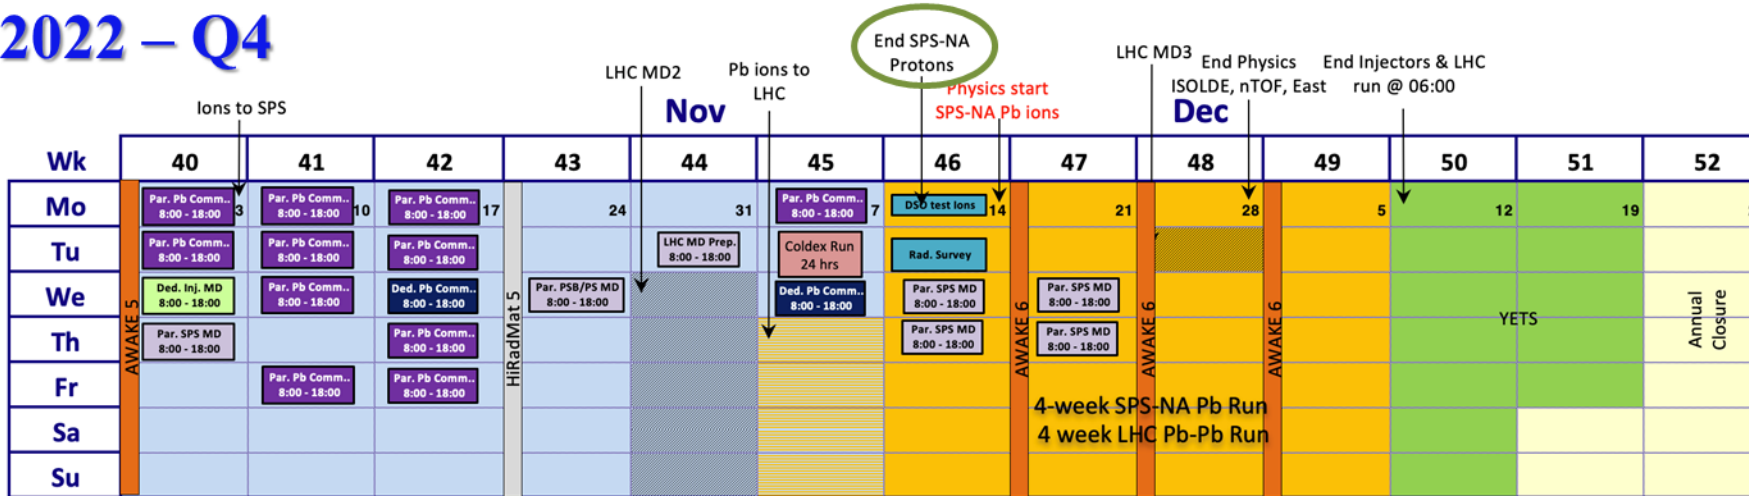 2022 – Q4
Ions to SPS
LHC MD2
Pb ions to
LHC
End SPS-NA
Protons
Physics start
SPS-NA Pb ions
LHC MD3
End Physics
ISOLDE, nTOF, East
End Injectors & LHC
run @ 06:00
Nov
Dec
Wk 40 41 42 43 44 45 46 47 48 49 50 51 52
Mo
Par. Pb Comm..
8:00 - 18:00
3
Par. Pb Comm..
8:00 - 18:00
10
Par. Pb Comm..
8:00 - 18:00
17
24
31
Par. Pb Comm..
8:00 - 18:00
7
DSO test Ions
14
21
28
5
12
19
Tu
Par. Pb Comm..
8:00 - 18:00
Par. Pb Comm..
8:00 - 18:00
Par. Pb Comm..
8:00 - 18:00
LHC MD Prep.
8:00 - 18:00
Coldex Run
24 hrs
Rad. Survey
We
Ded. Inj. MD
8:00 - 18:00
Par. Pb Comm..
8:00 - 18:00
Ded. Pb Comm..
8:00 - 18:00
Par. PSB/PS MD
8:00 - 18:00
Ded. Pb Comm..
8:00 - 18:00
Par. SPS MD
8:00 - 18:00
Par. SPS MD
8:00 - 18:00
Th
Par. SPS MD
8:00 - 18:00
Par. Pb Comm..
8:00 - 18:00
Par. SPS MD
8:00 - 18:00
Par. SPS MD
8:00 - 18:00
Fr
Par. Pb Comm..
8:00 - 18:00
Par. Pb Comm..
8:00 - 18:00
Sa
Su
AWAKE 5
HiRadMat 5
AWAKE 6
AWAKE 6
AWAKE 6
4-week SPS-NA Pb Run
4 week LHC Pb-Pb Run
YETS
Annual
Closure